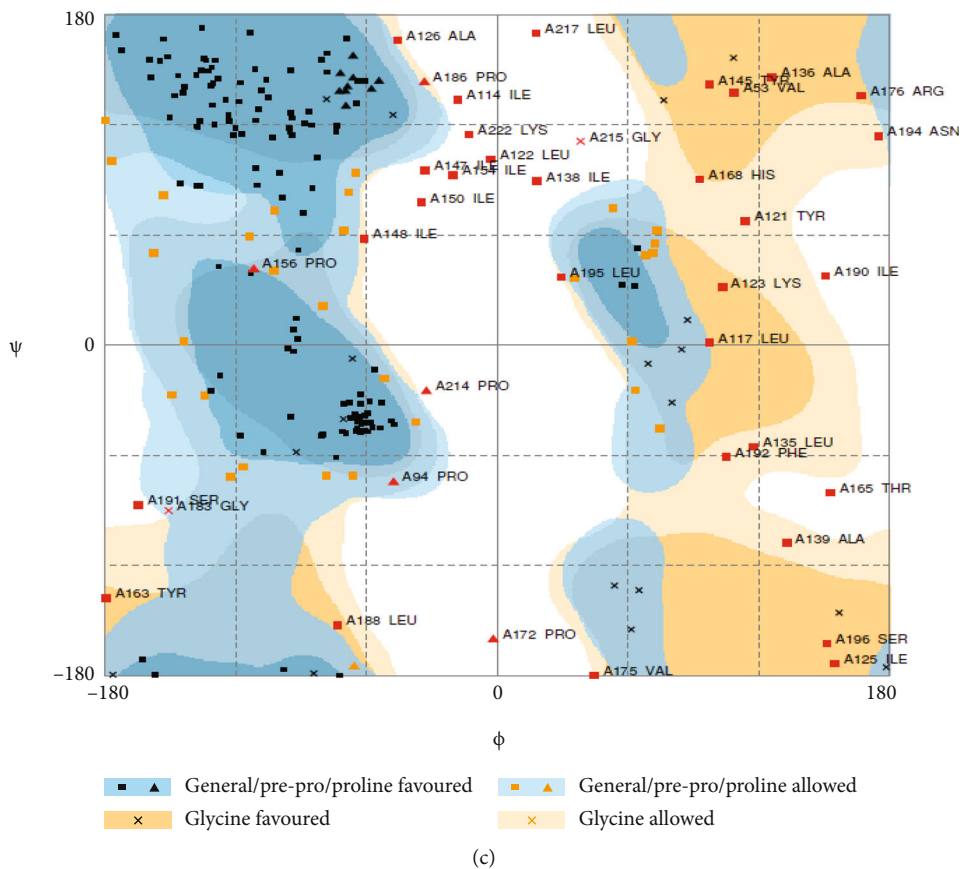 180
A126 ALA
A217 LEU
A186 PRO
A145 TYR
A136 ALA
A53 VAL
A176 ARG
A114 ILE
A222 LYS
A215 GLY
A194 ASN
A122 LEU
A147 ILE
A154 ILE
A138 ILE
A168 HIS
A150 ILE
A121 TYR
A148 ILE
A156 PRO
A195 LEU
A123 LYS
A190 ILE
ψ
0
A117 LEU
A214 PRO
A135 LEU
A192 PHE
A94 PRO
A165 THR
A191 SER
A183 GLY
A139 ALA
A163 TYR
A188 LEU
A172 PRO
A196 SER
A125 ILE
A175 VAL
–180
–180 0 180
ϕ
General/pre-pro/proline favoured
General/pre-pro/proline allowed
Glycine favoured
Glycine allowed
(c)